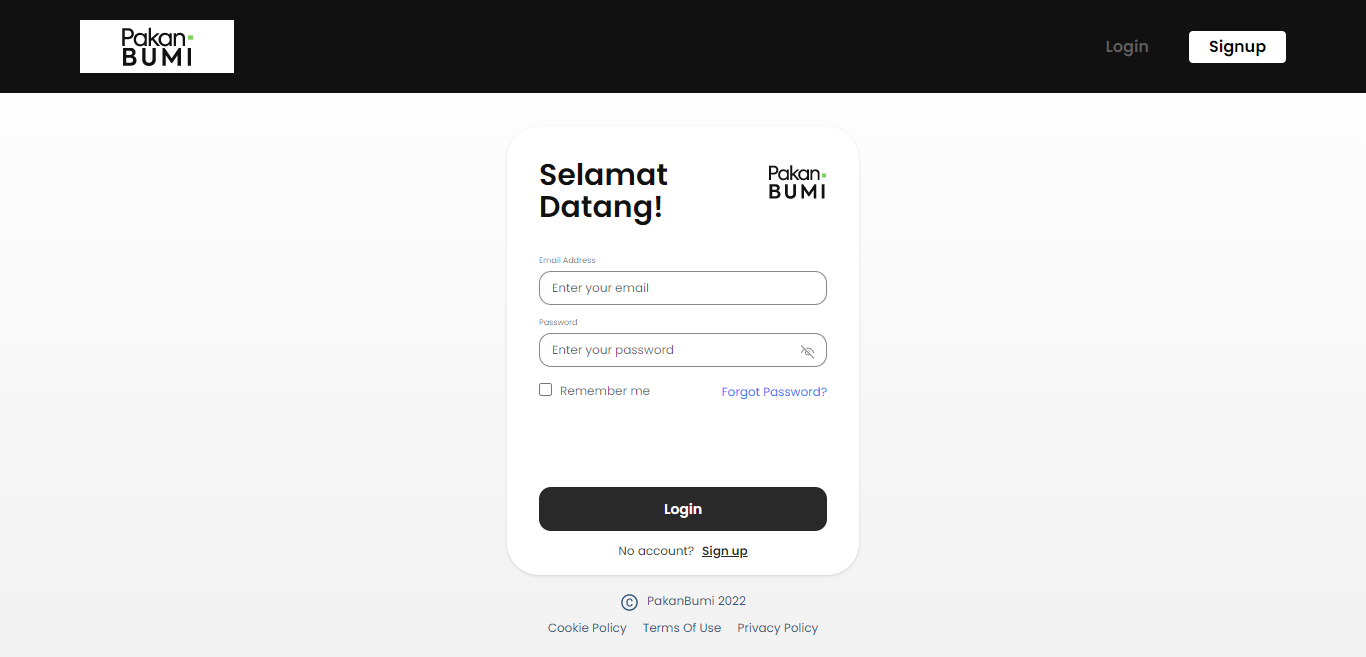 Pakan
BUMI
Login
Signup
Selamat
Datang!
Pakan
BUMI
Email Address
Enter your email
Password
Enter your password
Remember me
Forgot Password?
Login
No account? Sign up
© PakanBumi 2022
Cookie Policy Terms Of Use Privacy Policy